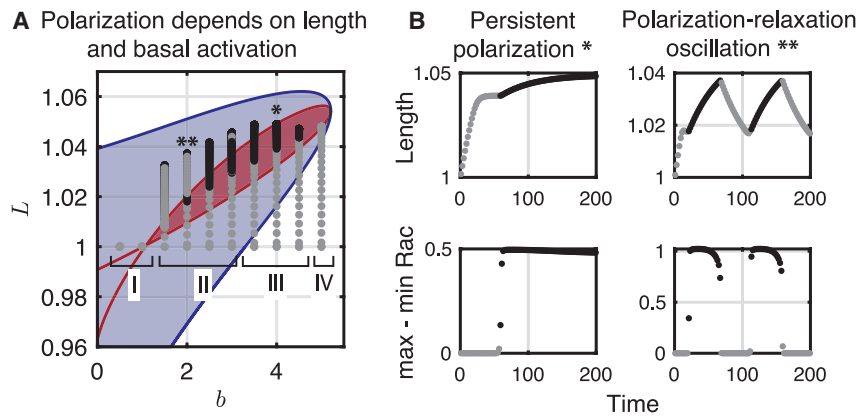 A Polarization depends on length
and basal activation
L
1.06
1.04
1.02
1
0.98
0.96
0 2 4
b
** *
I II III IV
B Persistent
polarization *
Polarization-relaxation
oscillation **
Length
1.05
1
0 100 200
1.04
1.02
1
0 100 200
max - min Rac
0.5
0
0 100 200
1
0.5
0
0 100 200
Time